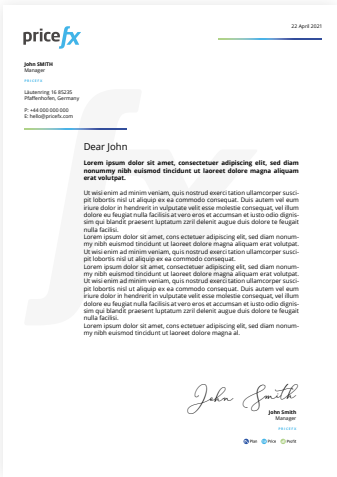 pricefx
22 April 2021
John SMITH
Manager
PRICEFX
Läutenring 16 85235
Pfaffenhofen, Germany
P: +44 000 000 000
E: hello@pricefx.com
Dear John
Lorem ipsum dolor sit amet, consectetuer adipiscing elit, sed diam
nonummy nibh euismod tincidunt ut laoreet dolore magna aliquam
erat volutpat.
Ut wisi enim ad minim veniam, quis nostrud exerci tation ullamcorper susci-
pit lobortis nisl ut aliquip ex ea commodo consequat. Duis autem vel eum
iriure dolor in hendrerit in vulputate velit esse molestie consequat, vel illum
dolore eu feugiat nulla facilisis at vero eros et accumsan et iusto odio dignis-
sim qui blandit praesent luptatum zzril delenit augue duis dolore te feugait
nulla facilisi.
Lorem ipsum dolor sit amet, cons ectetuer adipiscing elit, sed diam nonum-
my nibh euismod tincidunt ut laoreet dolore magna aliquam erat volutpat.
Ut wisi enim ad minim veniam, quis nostrud exerci tation ullamcorper susci-
pit lobortis nisl ut aliquip ex ea commodo consequat.
Lorem ipsum dolor sit amet, consectetuer adipiscing elit, sed diam nonum-
my nibh euismod tincidunt ut laoreet dolore magna aliquam erat volutpat.
Ut wisi enim ad minim veniam, quis nostrud exerci tation ullamcorper susci-
pit lobortis nisl ut aliquip ex ea commodo consequat. Duis autem vel eum
iriure dolor in hendrerit in vulputate velit esse molestie consequat, vel illum
dolore eu feugiat nulla facilisis at vero eros et accumsan et iusto odio dignis-
sim qui blandit praesent luptatum zzril delenit augue duis dolore te feugait
nulla facilisi.
Lorem ipsum dolor sit amet, cons ectetuer adipiscing elit, sed diam nonum-
my nibh euismod tincidunt ut laoreet dolore magna al.
John Smith
John Smith
Manager
PRICEFX
Plan Price Profit